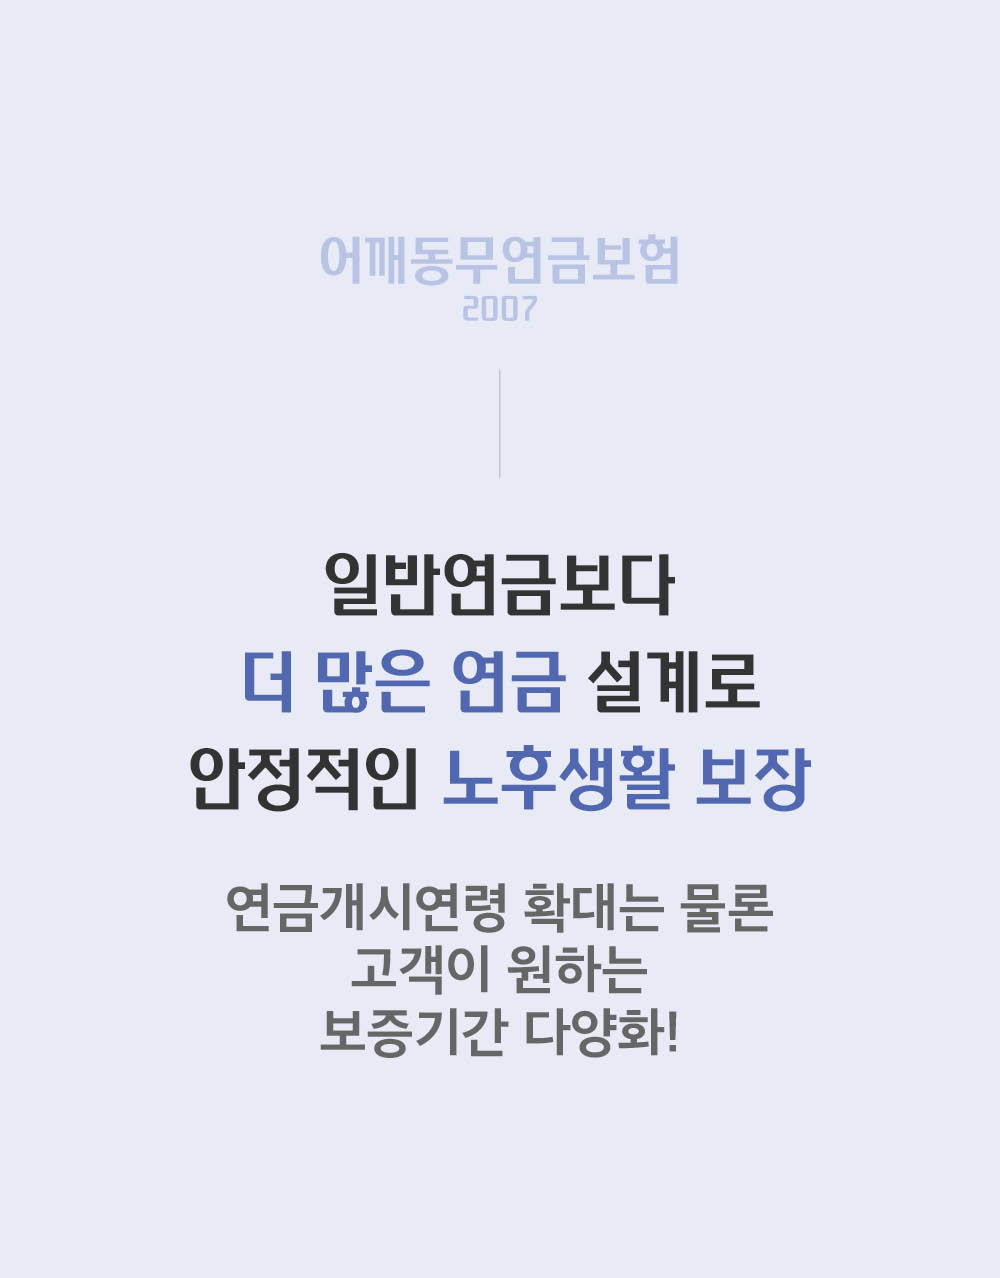 어깨동무연금보험
2007
일반연금보다
더 많은 연금 설계로
안정적인 노후생활 보장
연금개시연령 확대는 물론
고객이 원하는
보증기간 다양화!